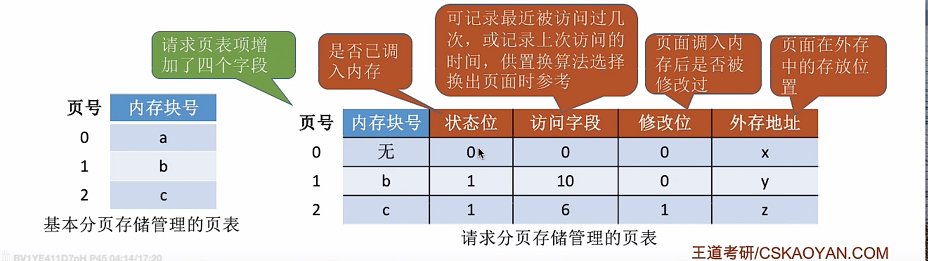 请求页表项增
加了四个字段
是否已调
入内存
可记录最近被访问过几
次，或记录上次访问的
时间，供置换算法选择
换出页面时参考
页面调入内
存后是否被
修改过
页面在外存
中的存放位
置
页号 内存块号
0 a
1 b
2 c
基本分页存储管理的页表
页号 内存块号 状态位 访问字段 修改位 外存地址
0 无 0 0 0 x
1 b 1 10 0 y
2 c 1 6 1 z
请求分页存储管理的页表
王道考研/CSKAOYAN.COM
BV1YE411D7nH P45 04:14/17:20